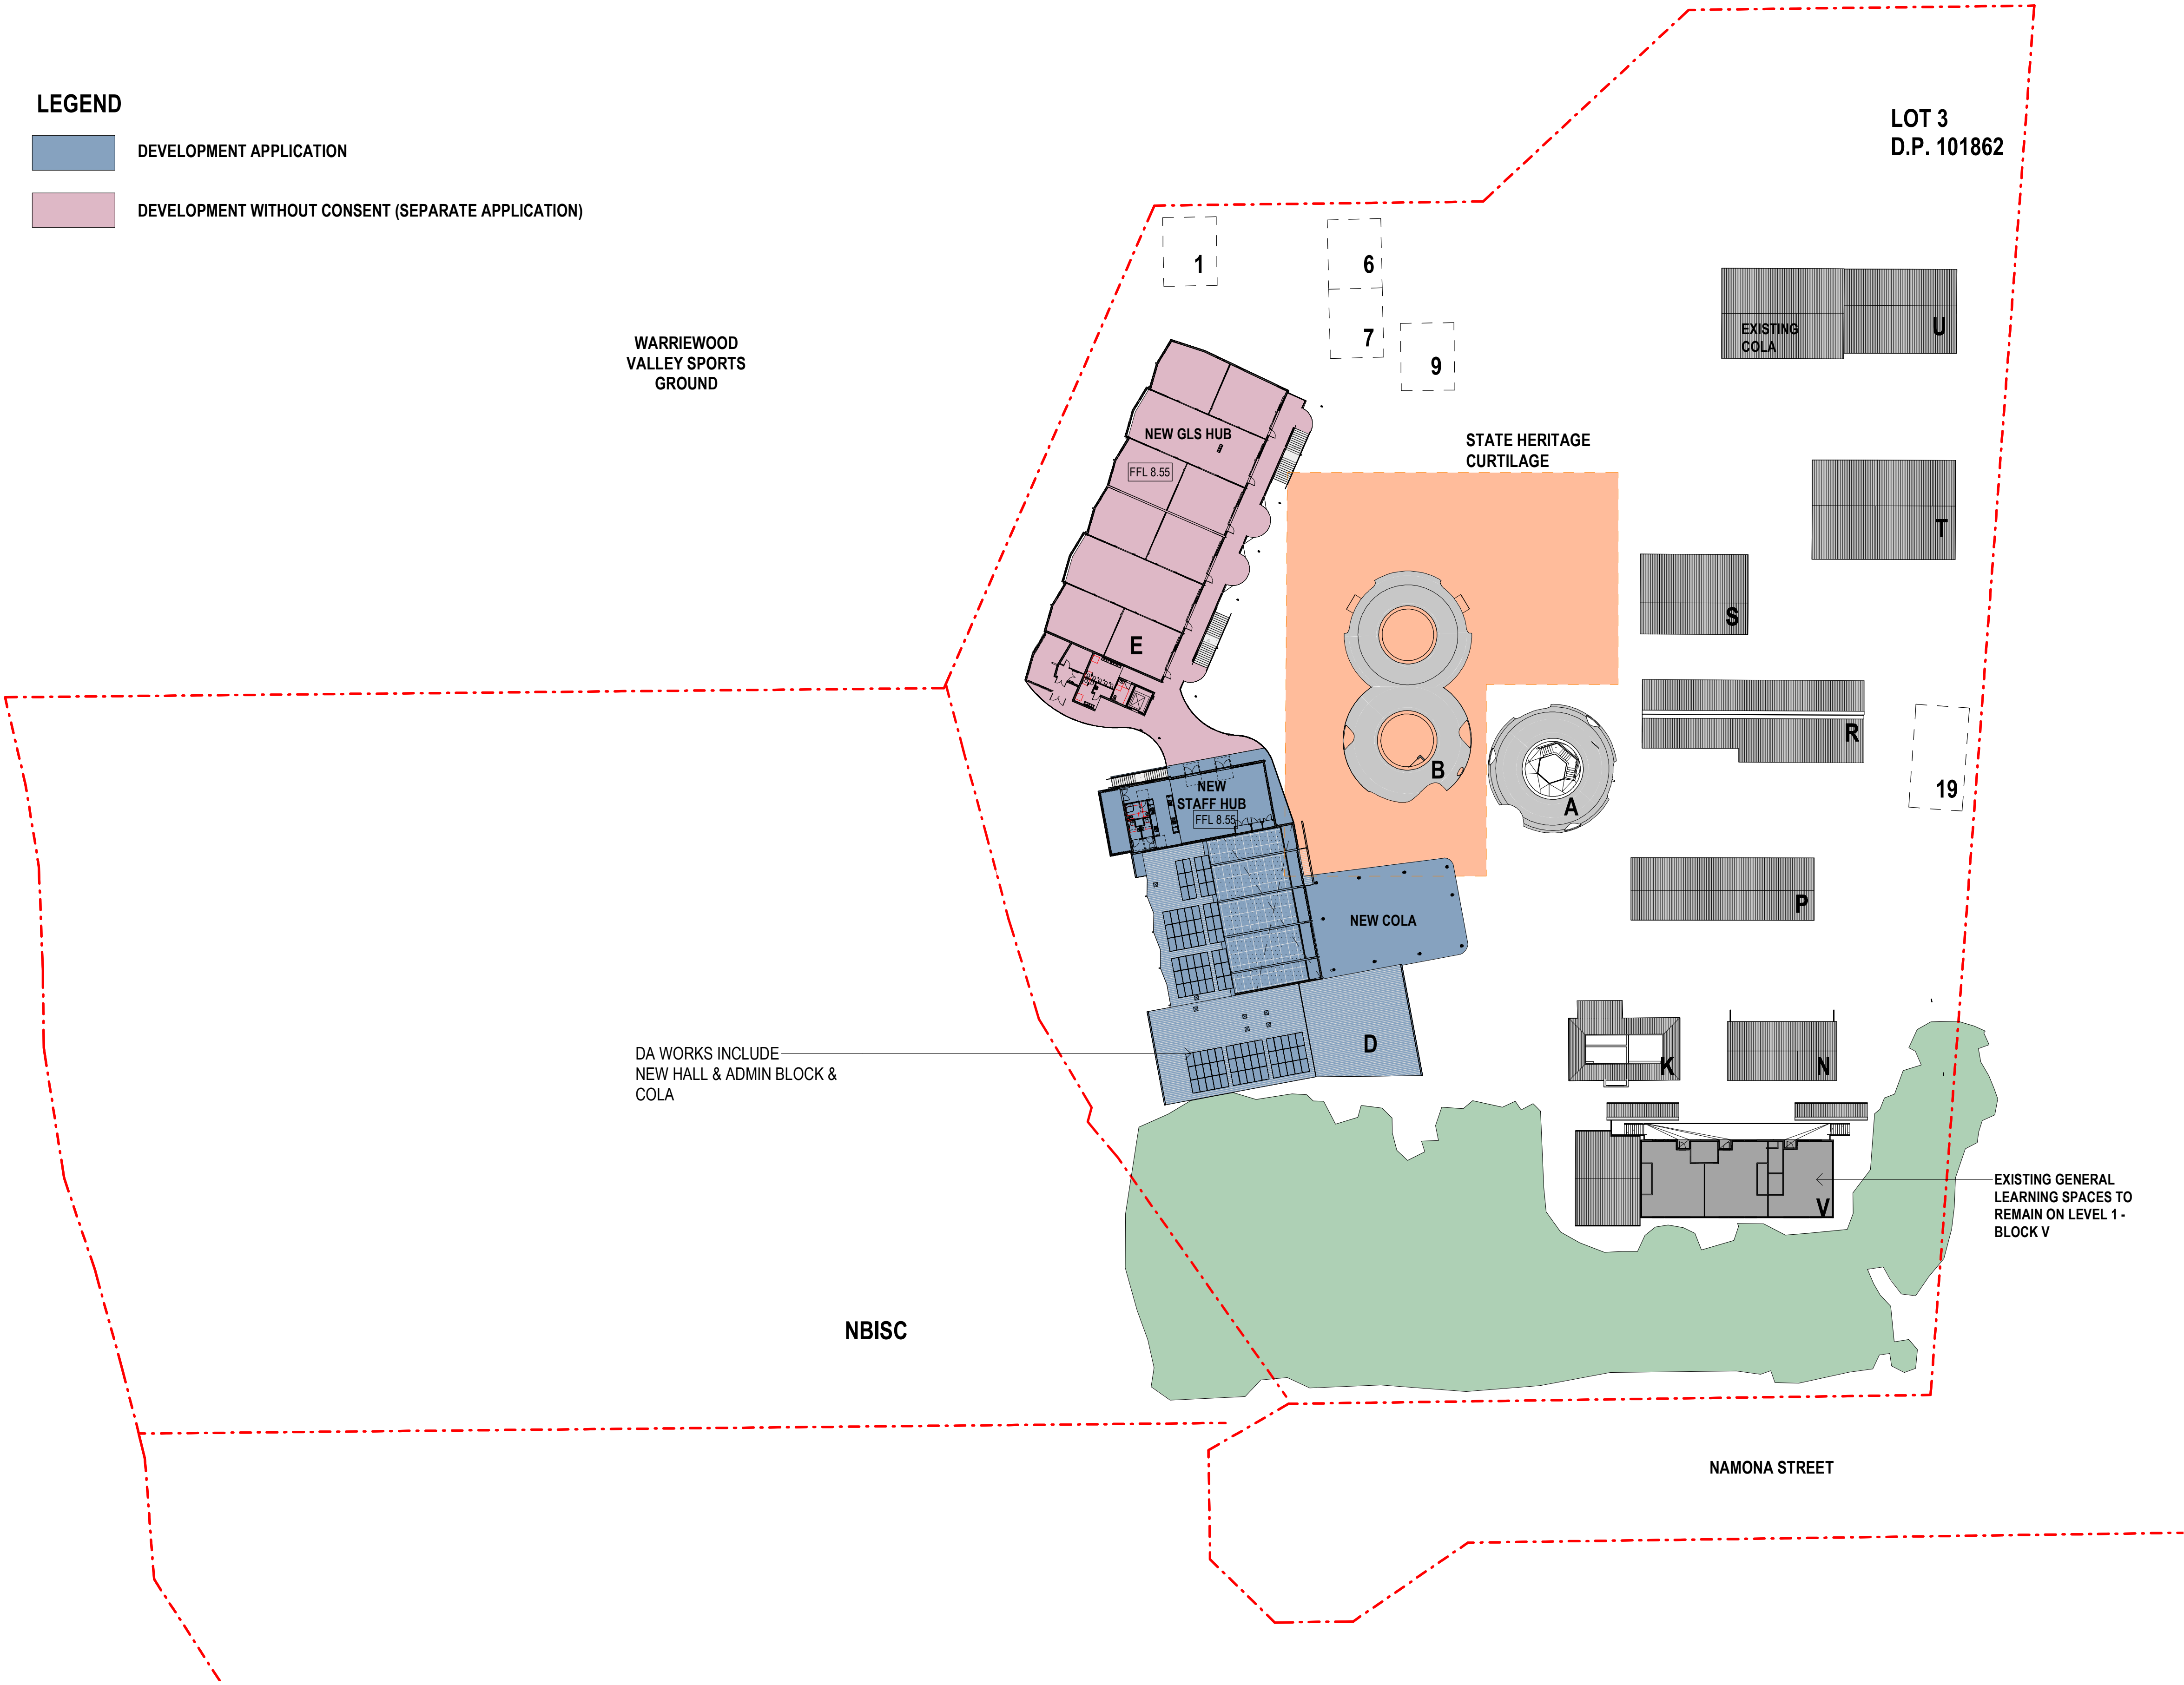 LEGEND
DEVELOPMENT APPLICATION
DEVELOPMENT WITHOUT CONSENT (SEPARATE APPLICATION)
LOT 3
D.P. 101862
1
6
7
9
EXISTING
COLA
U
WARRIEWOOD
VALLEY SPORTS
GROUND
NEW GLS HUB
FFL 8.55
STATE HERITAGE
CURTILAGE
T
S
E
R
B
A
19
NEW
STAFF HUB
FFL 8.55
P
NEW COLA
D
K
N
DA WORKS INCLUDE
NEW HALL & ADMIN BLOCK &
COLA
V
EXISTING GENERAL
LEARNING SPACES TO
REMAIN ON LEVEL 1 -
BLOCK V
NBISC
NAMONA STREET